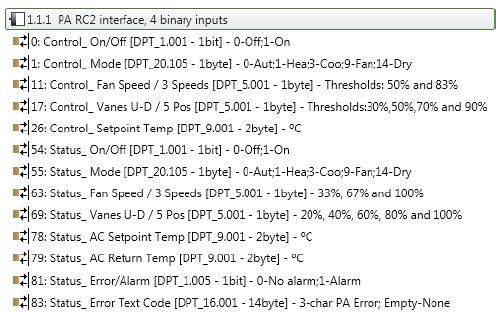 1.1.1 PA RC2 interface, 4 binary inputs
0: Control_ On/Off [DPT_1.001 - 1bit] - 0-Off;1-On
1: Control_ Mode [DPT_20.105 - 1byte] - 0-Aut;1-Hea;3-Coo;9-Fan;14-Dry
11: Control_ Fan Speed / 3 Speeds [DPT_5.001 - 1byte] - Thresholds: 50% and 83%
17: Control_ Vanes U-D / 5 Pos [DPT_5.001 - 1byte] - Thresholds:30%,50%,70% and 90%
26: Control_ Setpoint Temp [DPT_9.001 - 2byte] - ºC
54: Status_ On/Off [DPT_1.001 - 1bit] - 0-Off;1-On
55: Status_ Mode [DPT_20.105 - 1byte] - 0-Aut;1-Hea;3-Coo;9-Fan;14-Dry
63: Status_ Fan Speed / 3 Speeds [DPT_5.001 - 1byte] - 33%, 67% and 100%
69: Status_ Vanes U-D / 5 Pos [DPT_5.001 - 1byte] - 20%, 40%, 60%, 80% and 100%
78: Status_ AC Setpoint Temp [DPT_9.001 - 2byte] - ºC
79: Status_ AC Return Temp [DPT_9.001 - 2byte] - ºC
81: Status_ Error/Alarm [DPT_1.005 - 1bit] - 0-No alarm;1-Alarm
83: Status_ Error Text Code [DPT_16.001 - 14byte] - 3-char PA Error; Empty-None